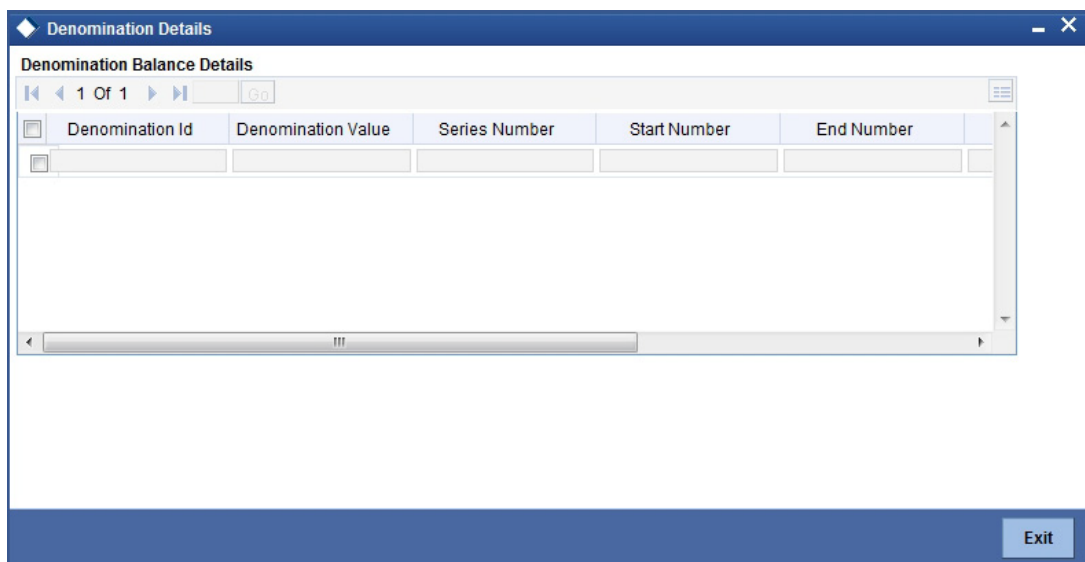 Denomination Details
Denomination Balance Details
1 Of 1 Go
Denomination Id Denomination Value Series Number Start Number End Number
Exit